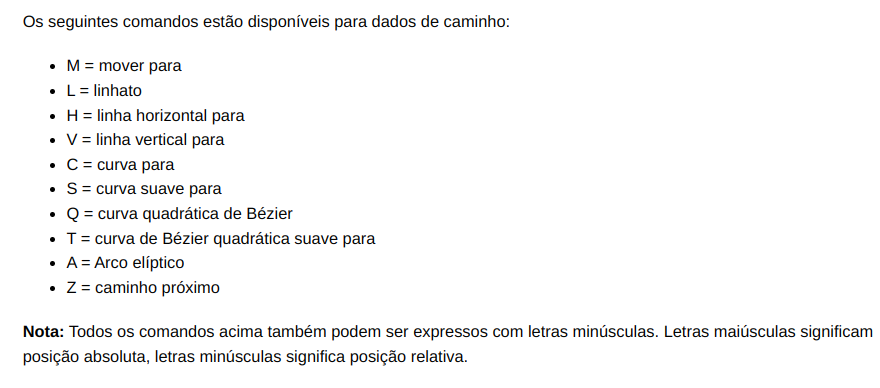 Os seguintes comandos estão disponíveis para dados de caminho:
• M = mover para
• L = linhato
• H = linha horizontal para
• V = linha vertical para
• C = curva para
• S = curva suave para
• Q = curva quadrática de Bézier
• T = curva de Bézier quadrática suave para
• A = Arco elíptico
• Z = caminho próximo
Nota: Todos os comandos acima também podem ser expressos com letras minúsculas. Letras maiúsculas significam
posição absoluta, letras minúsculas significa posição relativa.